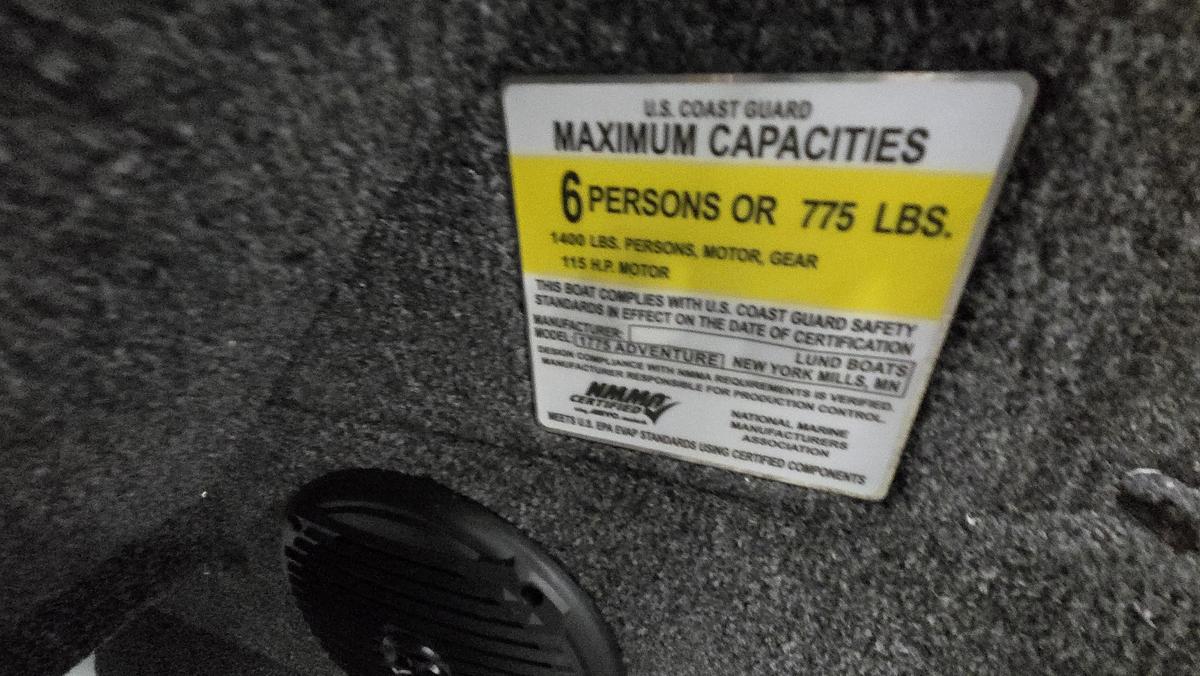 U.S. COAST GUARD
MAXIMUM CAPACITIES
6 PERSONS OR 775 LBS.
1400 LBS. PERSONS, MOTOR, GEAR
115 H.P. MOTOR
THIS BOAT COMPLIES WITH U.S. COAST GUARD SAFETY
STANDARDS IN EFFECT ON THE DATE OF CERTIFICATION
MANUFACTURER: LUND BOATS
MODEL: 1775 ADVENTURE NEW YORK MILLS, MN
DESIGN COMPLIANCE WITH NMMA REQUIREMENTS IS VERIFIED.
MANUFACTURER RESPONSIBLE FOR PRODUCTION CONTROL.
NMMA
CERTIFIED
NATIONAL MARINE
MANUFACTURERS
ASSOCIATION
MEETS U.S. EPA EVAP STANDARDS USING CERTIFIED COMPONENTS